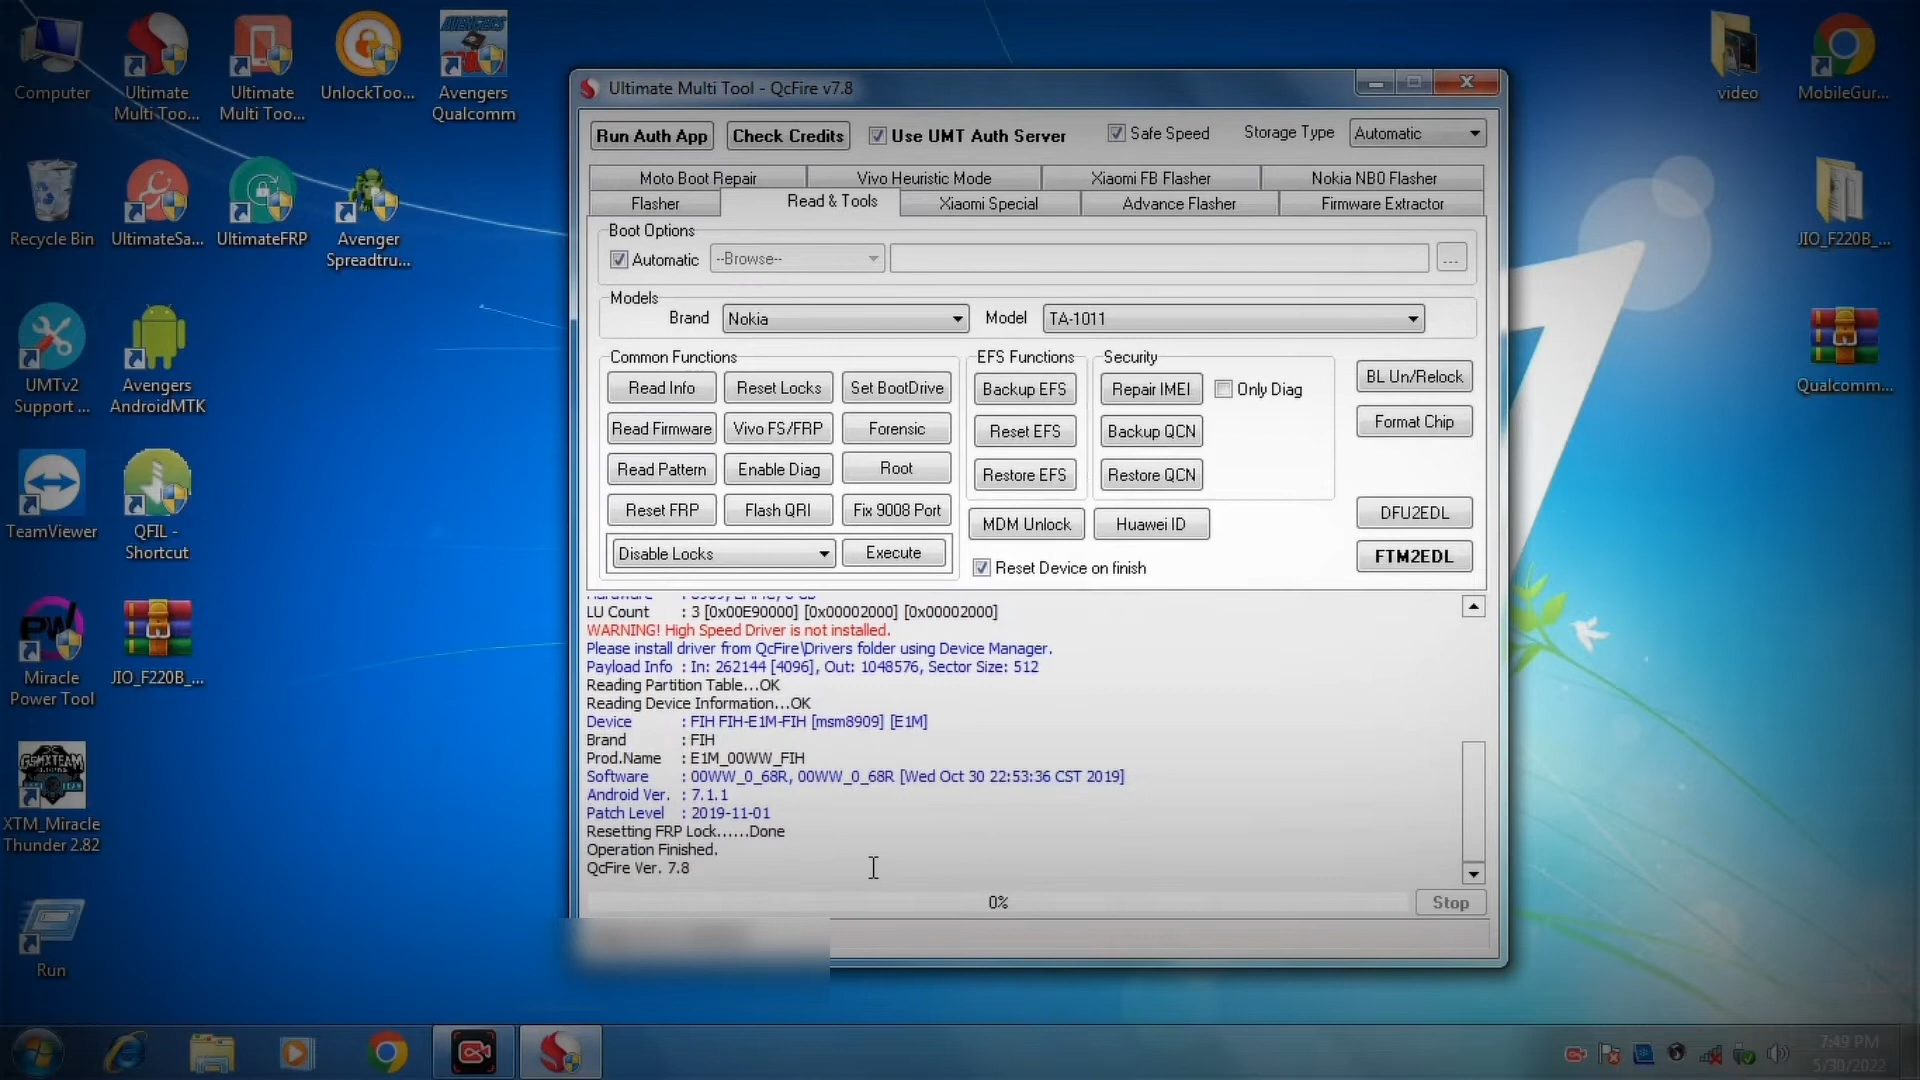 Computer
Ultimate
Multi Too...
Ultimate
Multi Too...
UnlockToo...
Avengers
Qualcomm
Recycle Bin
UltimateSa...
UltimateFRP
Avenger
Spreadtru...
UMTv2
Support ...
Avengers
AndroidMTK
TeamViewer
QFIL -
Shortcut
Miracle
Power Tool
JIO_F220B_...
XTM_Miracle
Thunder 2.82
Run
video
MobileGur...
JIO_F220B_...
Qualcomm...
Ultimate Multi Tool - QcFire v7.8
Run Auth App Check Credits Use UMT Auth Server Safe Speed Storage Type Automatic
Moto Boot Repair Vivo Heuristic Mode Xiaomi FB Flasher Nokia NB0 Flasher
Flasher Read & Tools Xiaomi Special Advance Flasher Firmware Extractor
Boot Options
Automatic --Browse-- ...
Models
Brand Nokia Model TA-1011
Common Functions EFS Functions Security
Read Info Reset Locks Set BootDrive Backup EFS Repair IMEI Only Diag BL Un/Relock
Read Firmware Vivo FS/FRP Forensic Reset EFS Backup QCN Format Chip
Read Pattern Enable Diag Root Restore EFS Restore QCN
Reset FRP Flash QRI Fix 9008 Port MDM Unlock Huawei ID DFU2EDL
Disable Locks Execute Reset Device on finish FTM2EDL
LU Count : 3 [0x00E90000] [0x00002000] [0x00002000]
WARNING! High Speed Driver is not installed.
Please install driver from QcFire\Drivers folder using Device Manager.
Payload Info : In: 262144 [4096], Out: 1048576, Sector Size: 512
Reading Partition Table...OK
Reading Device Information...OK
Device : FIH FIH-E1M-FIH [msm8909] [E1M]
Brand : FIH
Prod.Name : E1M_00WW_FIH
Software : 00WW_0_68R, 00WW_0_68R [Wed Oct 30 22:53:36 CST 2019]
Android Ver. : 7.1.1
Patch Level : 2019-11-01
Resetting FRP Lock......Done
Operation Finished.
QcFire Ver. 7.8
0% Stop
7:49 PM
5/30/2022